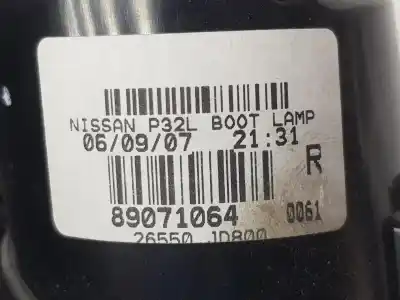 NISSAN P32L BOOT LAMP
06/09/07 21:31
R
89071064 0061
26550 JD800